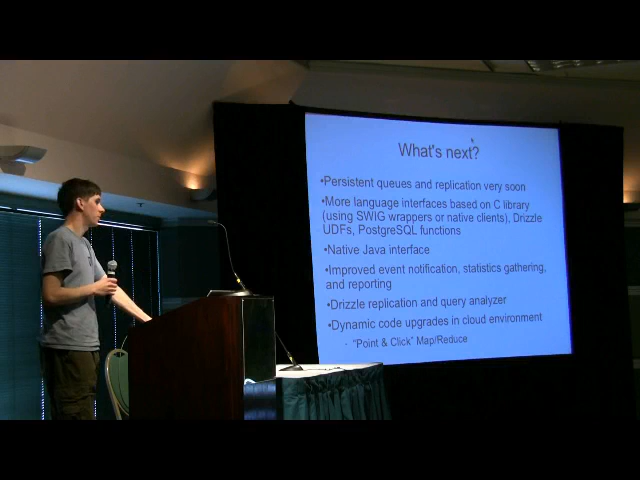 What's next?
•Persistent queues and replication very soon
•More language interfaces based on C library
(using SWIG wrappers or native clients), Drizzle
UDFs, PostgreSQL functions
•Native Java interface
•Improved event notification, statistics gathering,
and reporting
•Drizzle replication and query analyzer
•Dynamic code upgrades in cloud environment
- "Point & Click" Map/Reduce